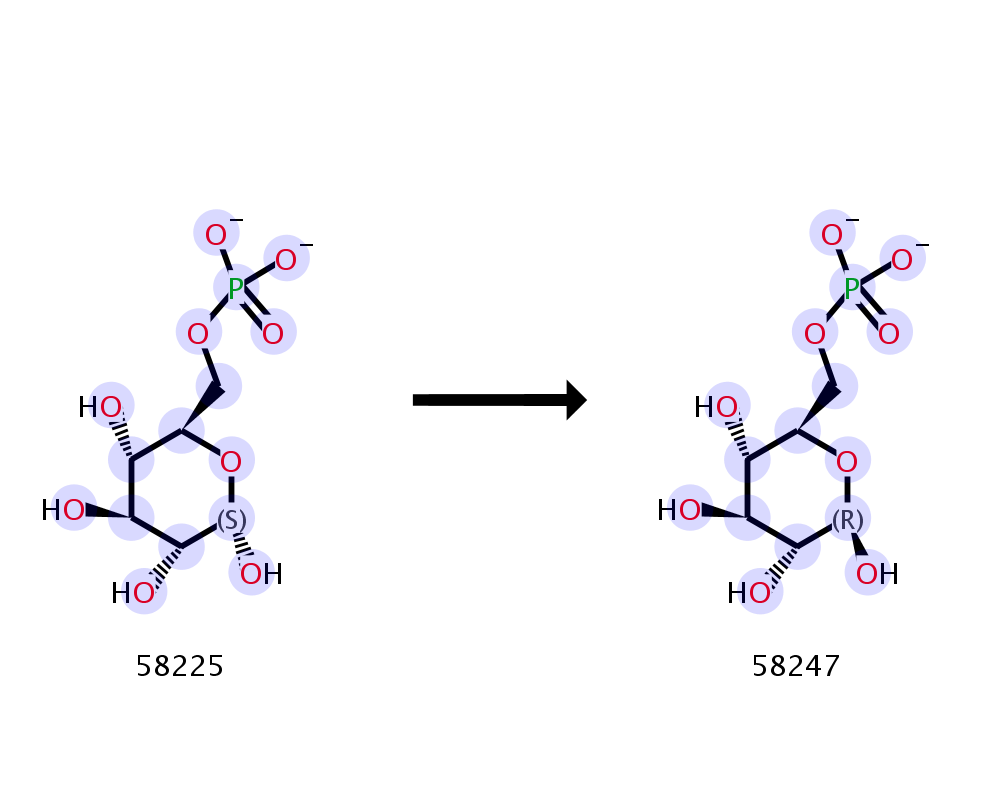 O− O−
O− O−
P P
O O O O
HO HO
O O
HO (S) HO (R)
OH OH
HO HO
58225 58247